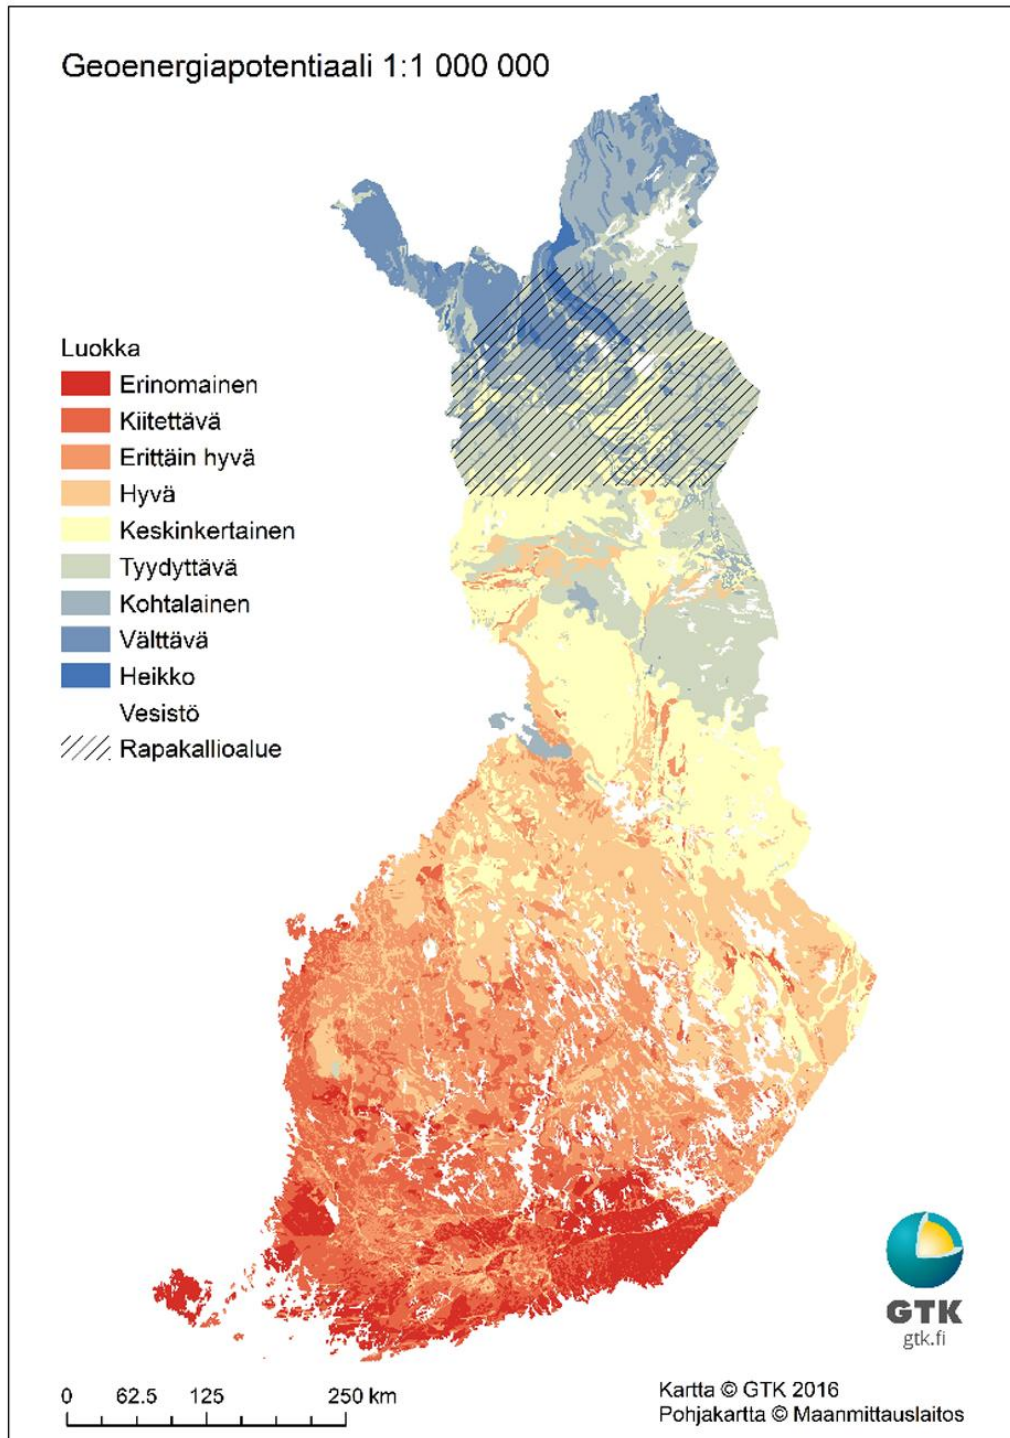 Geoenergiapotentiaali 1:1 000 000
Luokka
Erinomainen
Kiitettävä
Erittäin hyvä
Hyvä
Keskinkertainen
Tyydyttävä
Kohtalainen
Välttävä
Heikko
Vesistö
Rapakallioalue
GTK
gtk.fi
0 62.5 125 250 km
Kartta © GTK 2016
Pohjakartta © Maanmittauslaitos